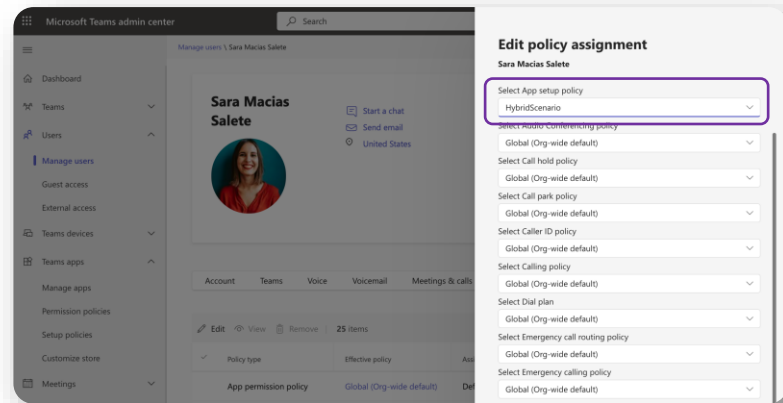 Microsoft Teams admin center
Search
Dashboard
Teams
Users
Manage users
Guest access
External access
Teams devices
Teams apps
Manage apps
Permission policies
Setup policies
Customize store
Meetings
Manage users \ Sara Macias Salete
Sara Macias
Salete
Start a chat
Send email
United States
Account Teams Voice Voicemail Meetings & calls
Edit View Remove 25 items
Policy type Effective policy
App permission policy Global (Org-wide default)
Edit policy assignment
Sara Macias Salete
Select App setup policy
HybridScenario
Select Audio Conferencing policy
Global (Org-wide default)
Select Call hold policy
Global (Org-wide default)
Select Call park policy
Global (Org-wide default)
Select Caller ID policy
Global (Org-wide default)
Select Calling policy
Global (Org-wide default)
Select Dial plan
Global (Org-wide default)
Select Emergency call routing policy
Global (Org-wide default)
Select Emergency calling policy
Global (Org-wide default)